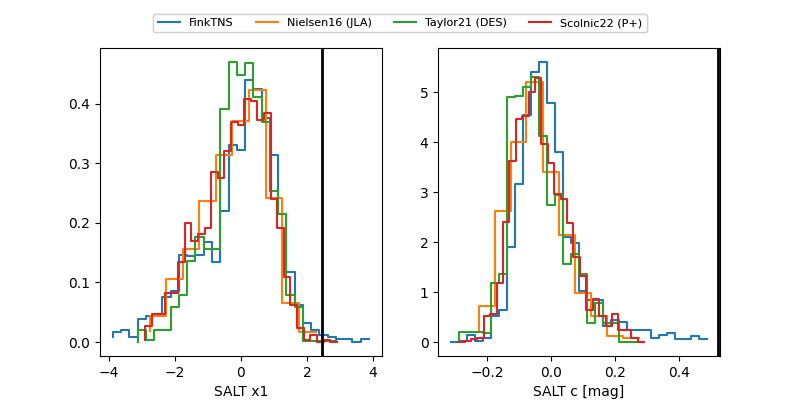 FinkTNS Nielsen16 (JLA) Taylor21 (DES) Scolnic22 (P+)
0.4
0.3
0.2
0.1
0.0
−4 −2 0 2 4
SALT x1
5
4
3
2
1
0
−0.2 0.0 0.2 0.4
SALT c [mag]